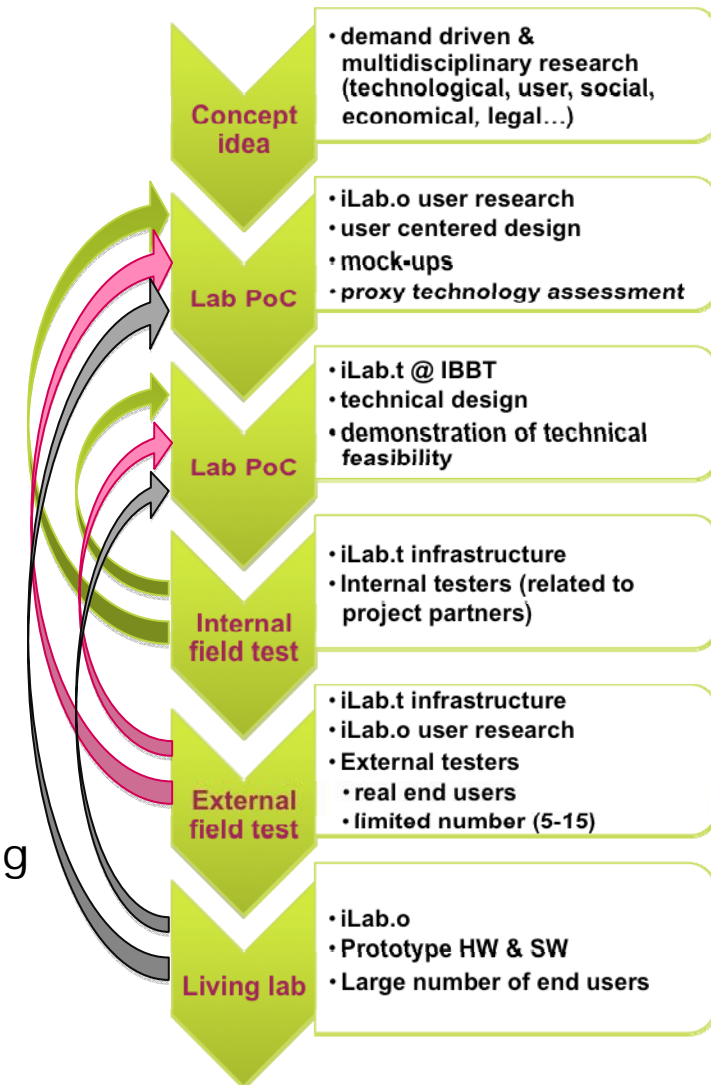 • demand driven &
multidisciplinary research
(technological, user, social,
economical, legal...)
Concept
idea
• iLab.o user research
• user centered design
• mock-ups
• proxy technology assessment
Lab PoC
• iLab.t @ IBBT
• technical design
• demonstration of technical
feasibility
Lab PoC
• iLab.t infrastructure
• Internal testers (related to
project partners)
Internal
field test
• iLab.t infrastructure
• iLab.o user research
• External testers
• real end users
• limited number (5-15)
External
field test
g
• iLab.o
• Prototype HW & SW
• Large number of end users
Living lab